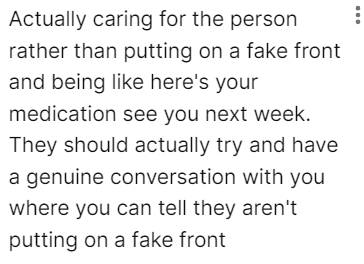 Actually caring for the person
rather than putting on a fake front
and being like here's your
medication see you next week.
They should actually try and have
a genuine conversation with you
where you can tell they aren't
putting on a fake front